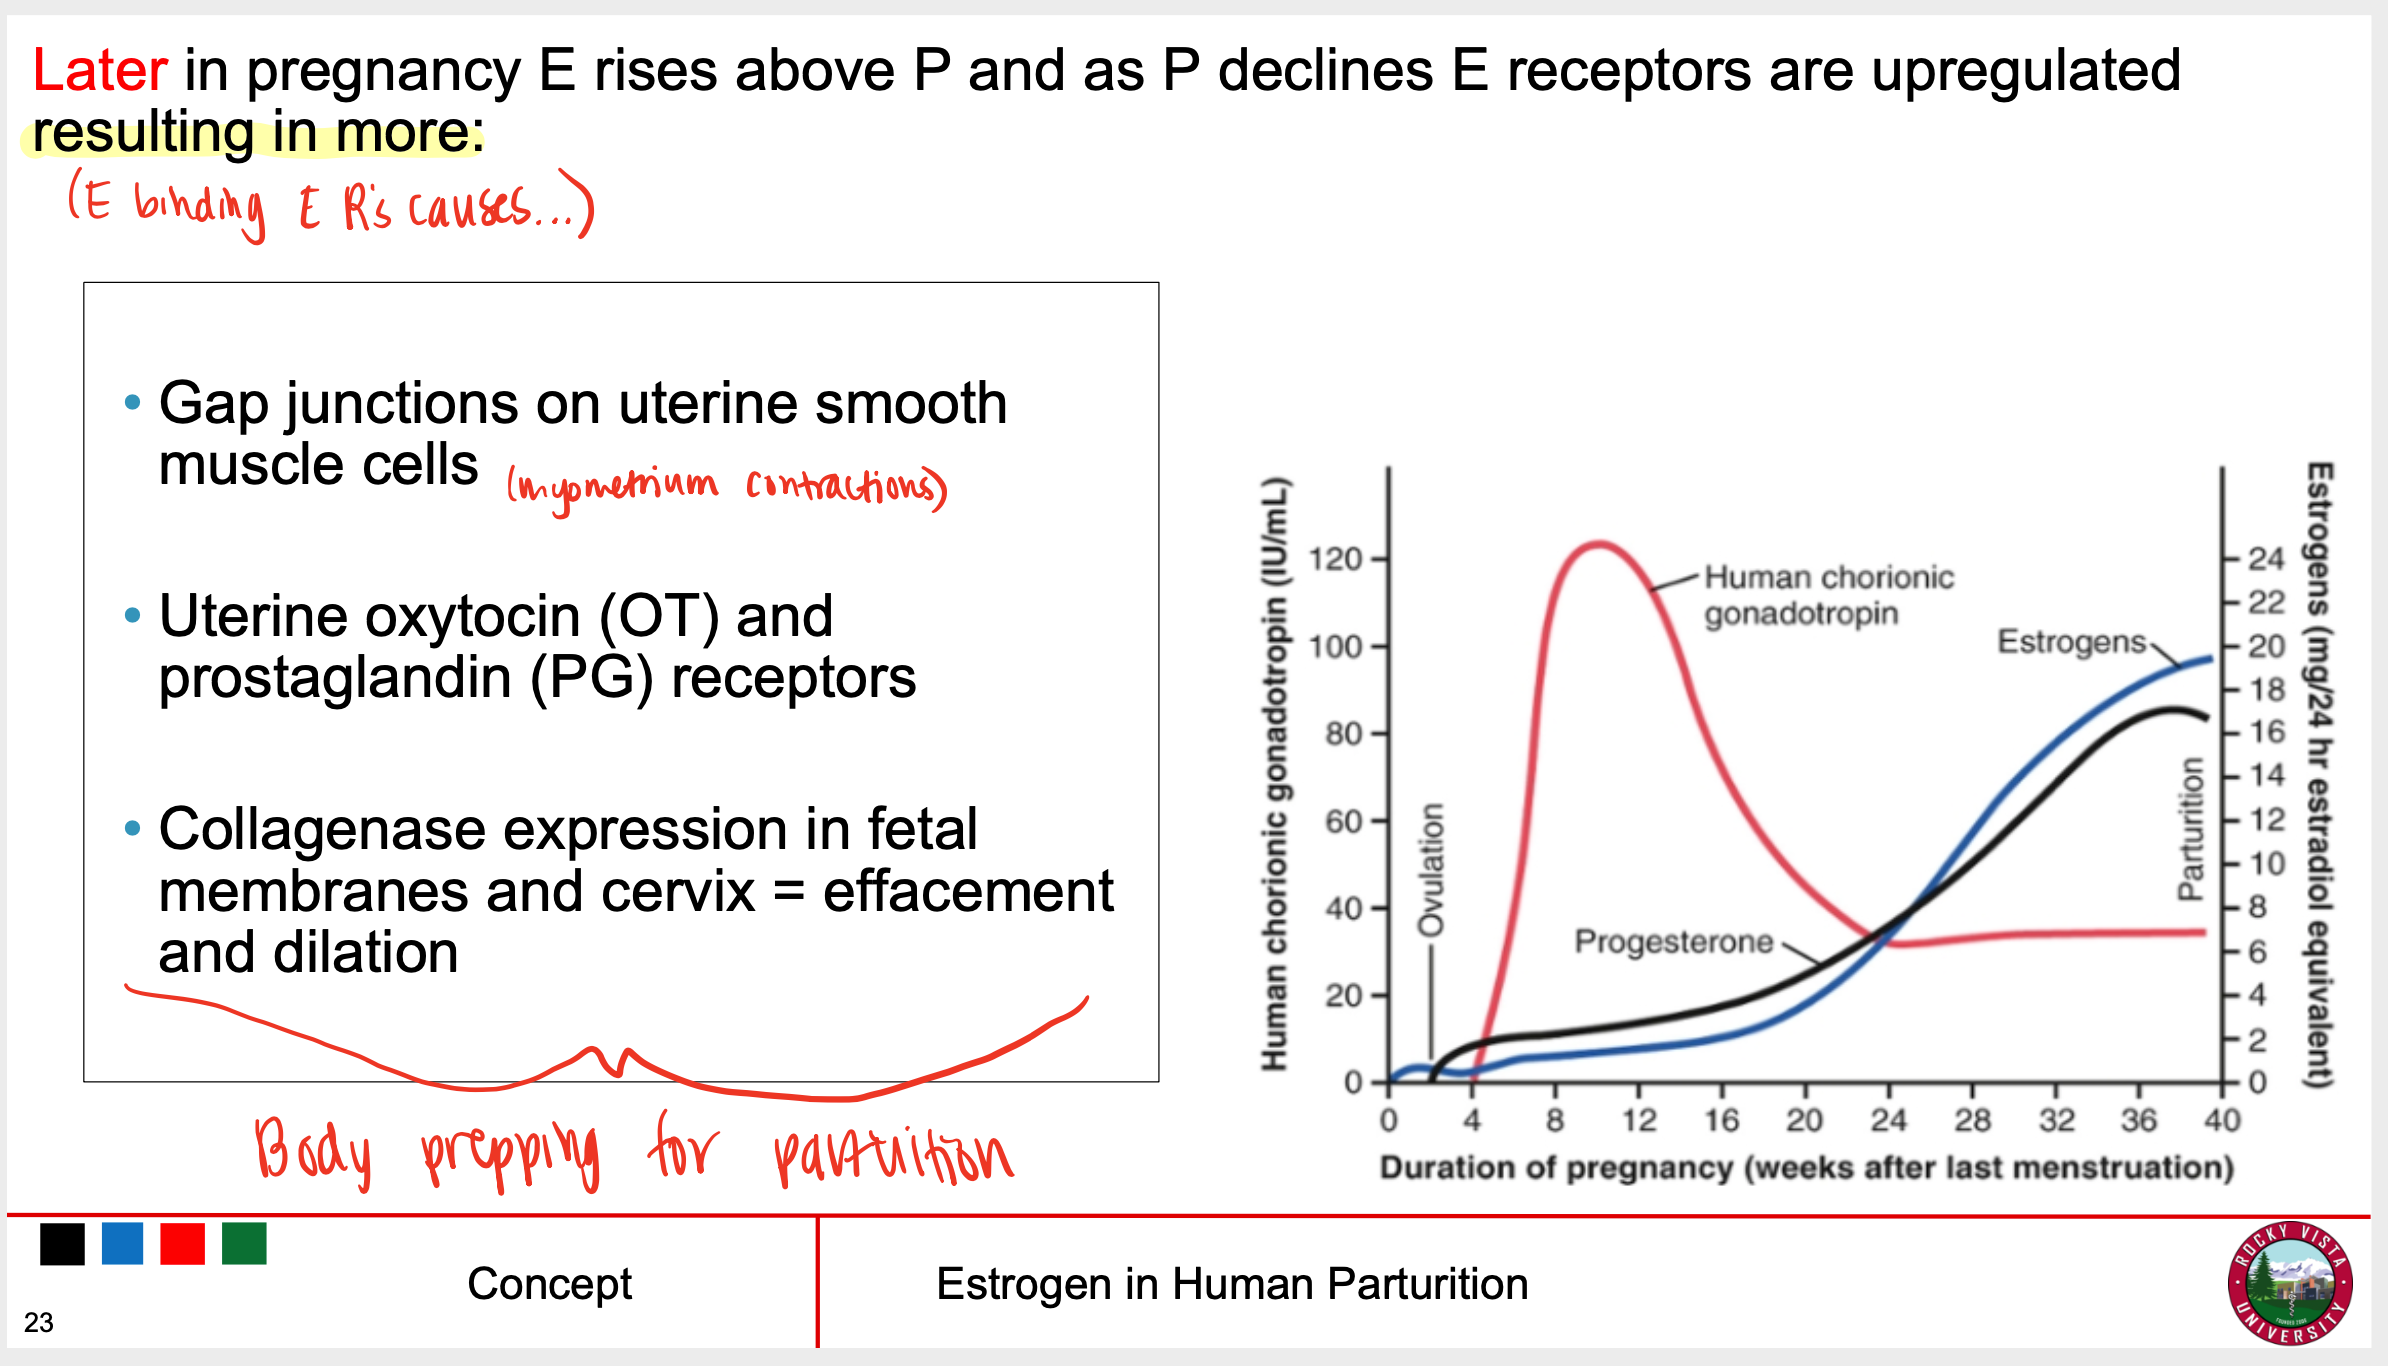 Later in pregnancy E rises above P and as P declines E receptors are upregulated
resulting in more:
(E binding E R's causes...)
• Gap junctions on uterine smooth
muscle cells (myometrium contractions)
• Uterine oxytocin (OT) and
prostaglandin (PG) receptors
• Collagenase expression in fetal
membranes and cervix = effacement
and dilation
Body prepping for partuition
Human chorionic gonadotropin (IU/mL)
120
100
80
60
40
20
0
Human chorionic
gonadotropin
Estrogens
Progesterone
Ovulation
Parturition
24
22
20
18
16
14
12
10
8
6
4
2
0
Estrogens (mg/24 hr estradiol equivalent)
0 4 8 12 16 20 24 28 32 36 40
Duration of pregnancy (weeks after last menstruation)
Concept
Estrogen in Human Parturition
23
ROCKY VISTA
UNIVERSITY